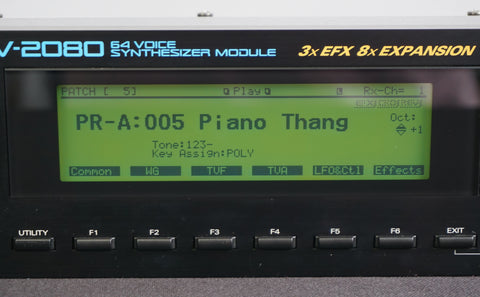 V-2080 64 VOICE SYNTHESIZER MODULE 3x EFX 8x EXPANSION
PATCH [ 5] Play Rx-Ch= 1
PR-A:005 Piano Thang Oct:
+1
Tone:123-
Key Assign:POLY
Common WG TVF TVA LFO&Ctl Effects
UTILITY F1 F2 F3 F4 F5 F6 EXIT